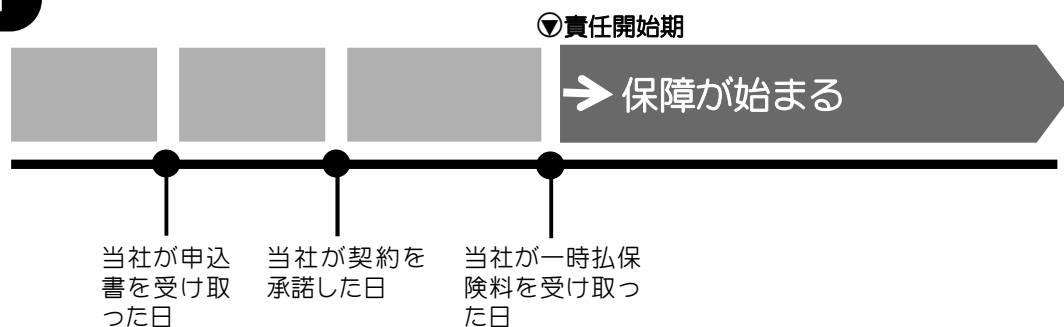 ▼責任開始期
→ 保障が始まる
当社が申込
書を受け取
った日
当社が契約を
承諾した日
当社が一時払保
険料を受け取っ
た日